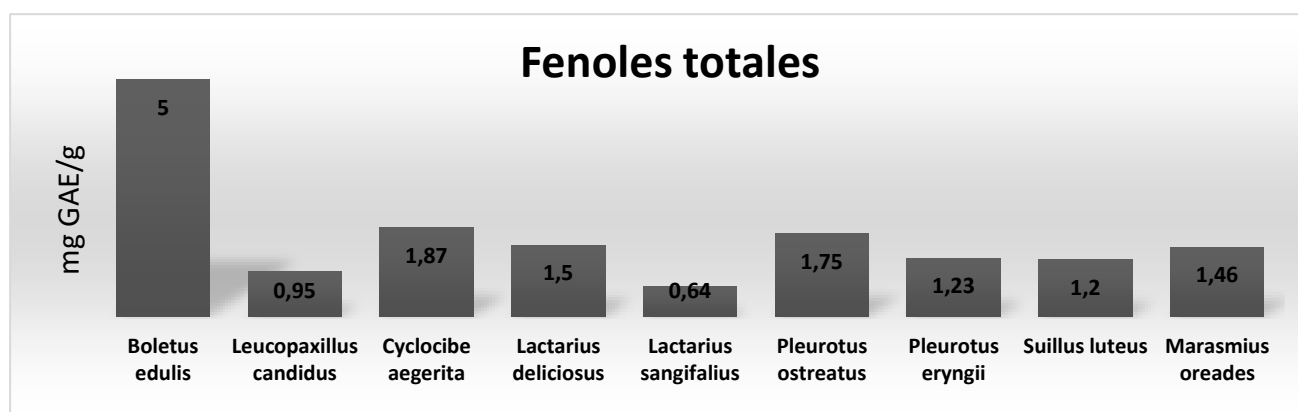 Fenoles totales
mg GAE/g
5
0,95
1,87
1,5
0,64
1,75
1,23
1,2
1,46
Boletus
edulis
Leucopaxillus
candidus
Cyclocibe
aegerita
Lactarius
deliciosus
Lactarius
sangifalius
Pleurotus
ostreatus
Pleurotus
eryngii
Suillus luteus
Marasmius
oreades